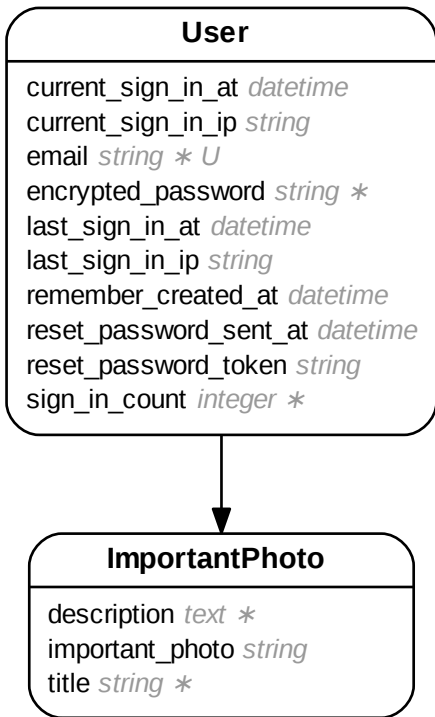 User
current_sign_in_at datetime
current_sign_in_ip string
email string ∗ U
encrypted_password string ∗
last_sign_in_at datetime
last_sign_in_ip string
remember_created_at datetime
reset_password_sent_at datetime
reset_password_token string
sign_in_count integer ∗
ImportantPhoto
description text ∗
important_photo string
title string ∗